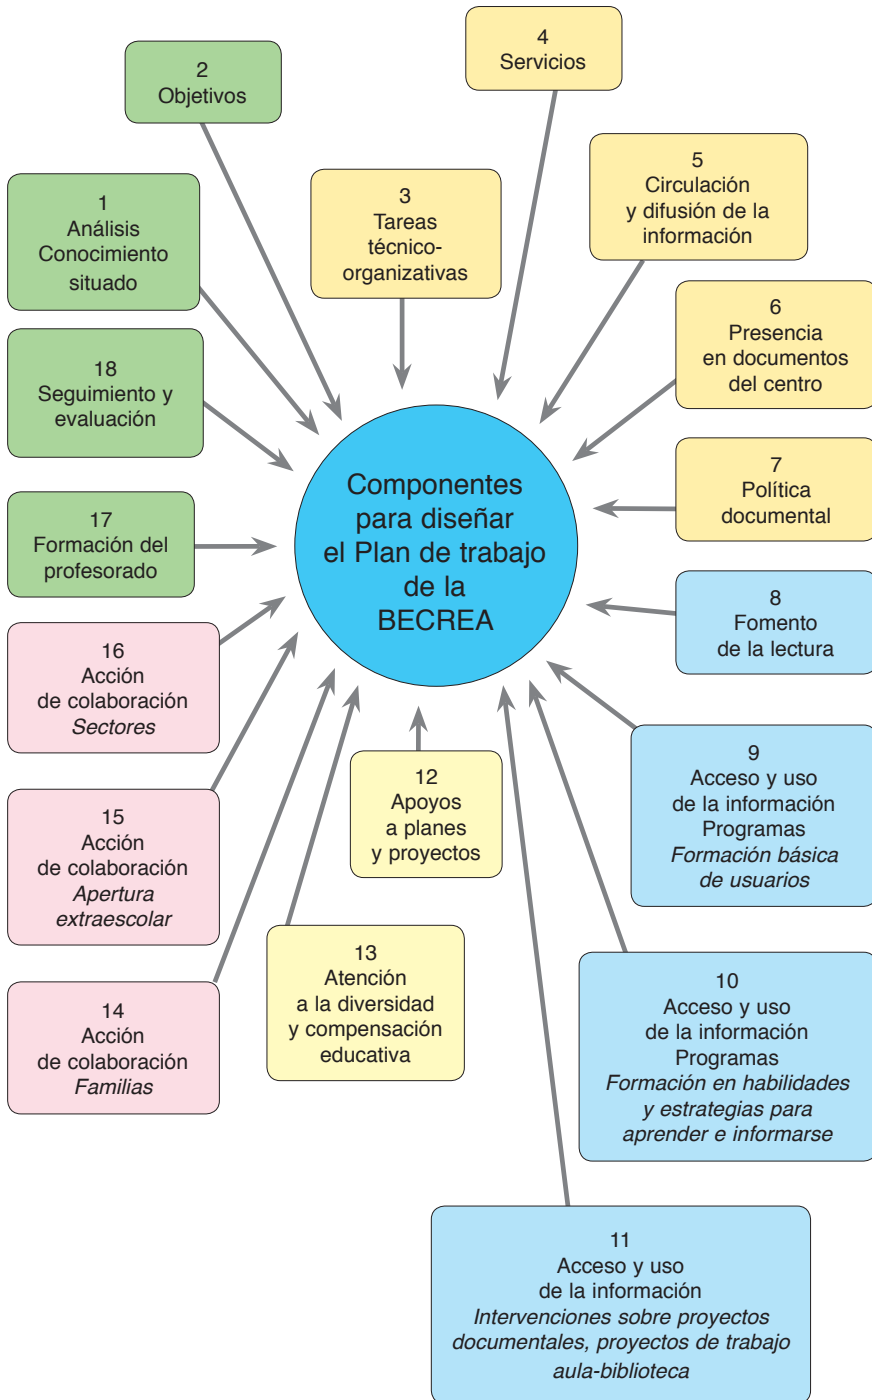 Componentes
para diseñar
el Plan de trabajo
de la
BECREA
1
Análisis
Conocimiento
situado
2
Objetivos
3
Tareas
técnico-
organizativas
4
Servicios
5
Circulación
y difusión de la
información
6
Presencia
en documentos
del centro
7
Política
documental
8
Fomento
de la lectura
9
Acceso y uso
de la información
Programas
Formación básica
de usuarios
10
Acceso y uso
de la información
Programas
Formación en habilidades
y estrategias para
aprender e informarse
11
Acceso y uso
de la información
Intervenciones sobre proyectos
documentales, proyectos de trabajo
aula-biblioteca
12
Apoyos
a planes
y proyectos
13
Atención
a la diversidad
y compensación
educativa
14
Acción
de colaboración
Familias
15
Acción
de colaboración
Apertura
extraescolar
16
Acción
de colaboración
Sectores
17
Formación del
profesorado
18
Seguimiento y
evaluación